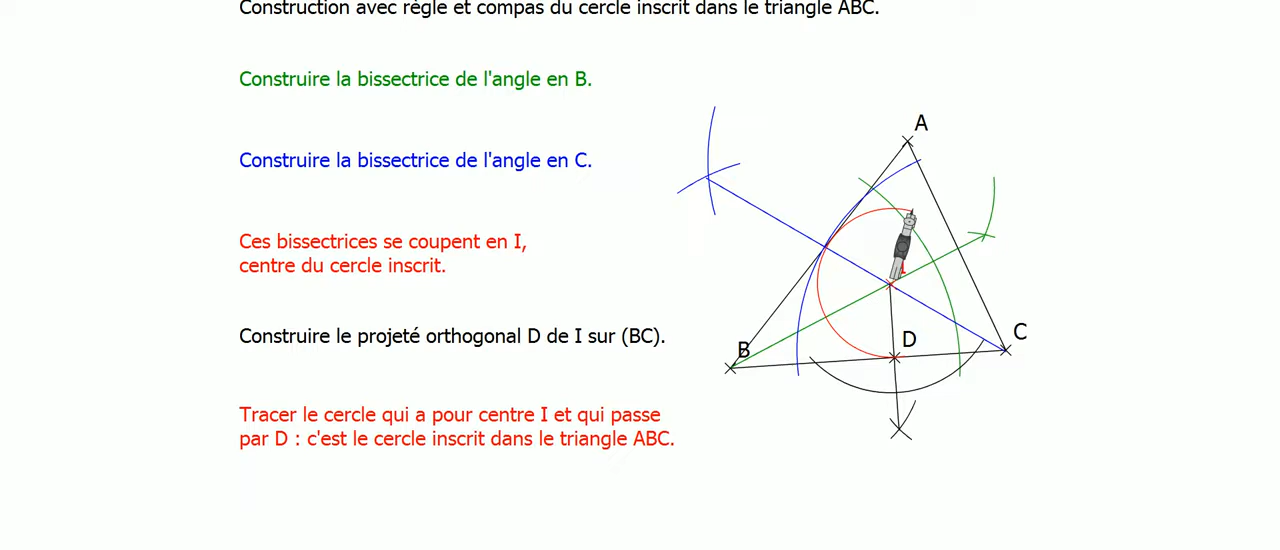 Construction avec règle et compas du cercle inscrit dans le triangle ABC.
Construire la bissectrice de l'angle en B.
Construire la bissectrice de l'angle en C.
Ces bissectrices se coupent en I,
centre du cercle inscrit.
Construire le projeté orthogonal D de I sur (BC).
Tracer le cercle qui a pour centre I et qui passe
par D : c'est le cercle inscrit dans le triangle ABC.
A
I
B
D
C